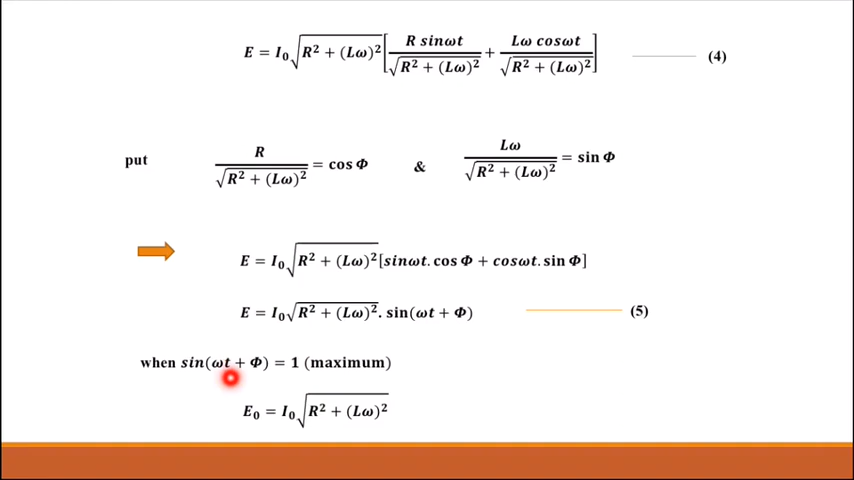 E = I₀√(R² + (Lω)²) [ R sinωt / √(R² + (Lω)²) + Lω cosωt / √(R² + (Lω)²) ] (4)
put R / √(R² + (Lω)²) = cos Φ & Lω / √(R² + (Lω)²) = sin Φ
E = I₀√(R² + (Lω)²) [sinωt. cos Φ + cosωt. sin Φ]
E = I₀√(R² + (Lω)²). sin(ωt + Φ) (5)
when sin(ωt + Φ) = 1 (maximum)
E₀ = I₀√(R² + (Lω)²)